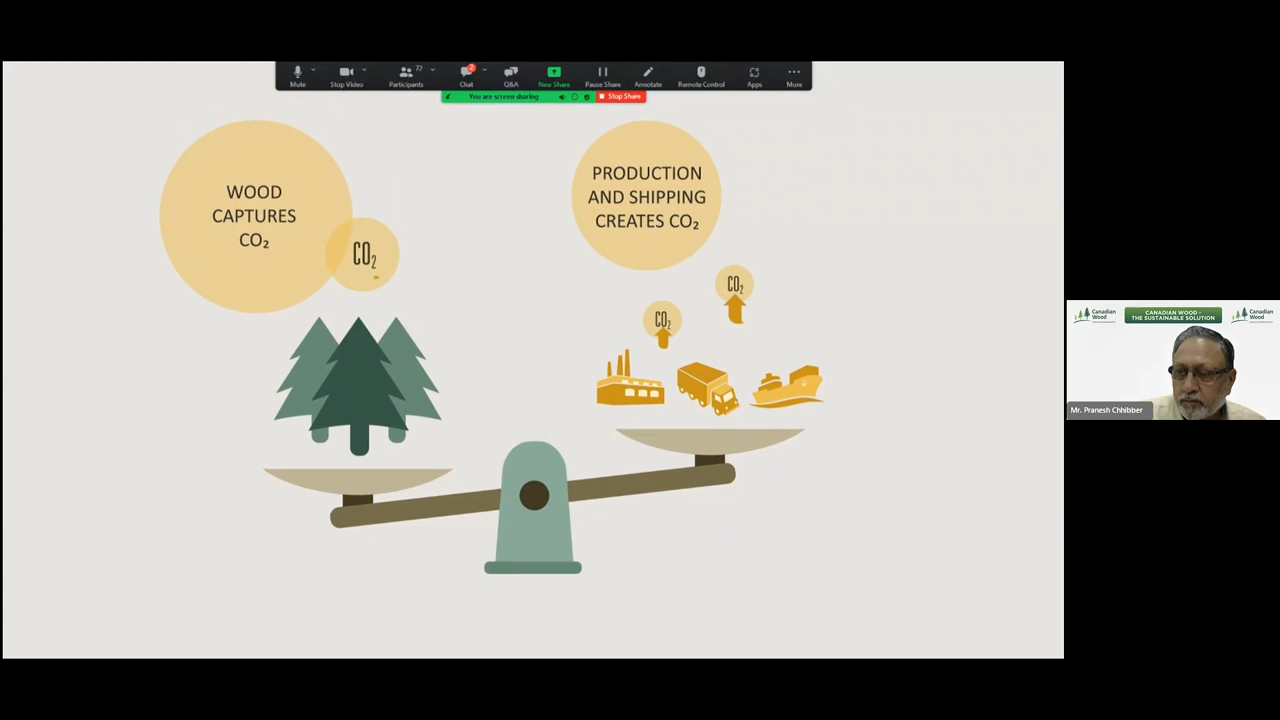 72
2
Mute
Stop Video
Participants
Chat
Q&A
New Share
Pause Share
Annotate
Remote Control
Apps
More
You are screen sharing
Stop Share
WOOD
CAPTURES
CO₂
CO₂
PRODUCTION
AND SHIPPING
CREATES CO₂
CO₂
CO₂
Canadian
Wood
CANADIAN WOOD -
THE SUSTAINABLE SOLUTION
Canadian
Wood
Mr. Pranesh Chhibber